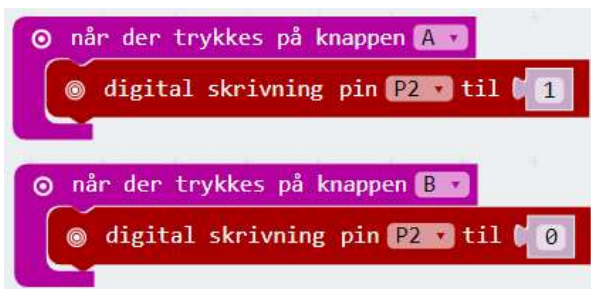 når der trykkes på knappen A
digital skrivning pin P2 til 1
når der trykkes på knappen B
digital skrivning pin P2 til 0